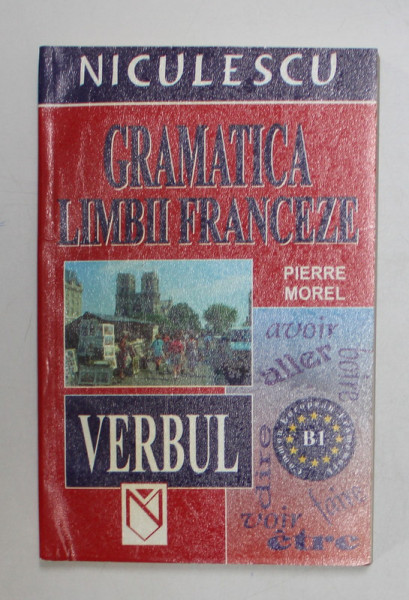 NICULESCU
GRAMATICA
LIMBII FRANCEZE
PIERRE
MOREL
avoir
aller
boire
B1
VERBUL
dire
voir
faire
être